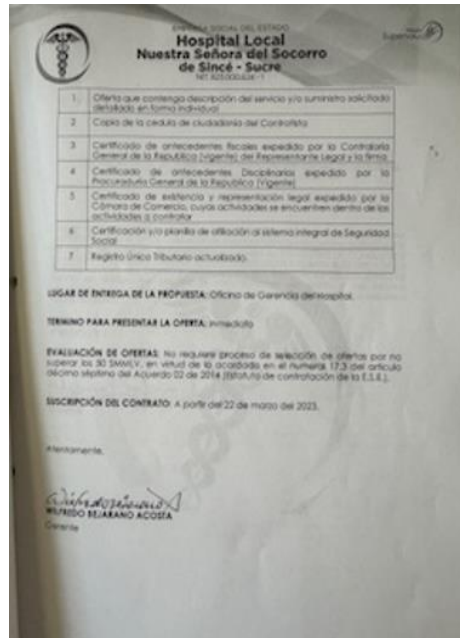 EMPRESA SOCIAL DEL ESTADO
Hospital Local
Nuestra Señora del Socorro
de Sincé - Sucre
1 Oferta que contenga descripción del servicio y/o suministro solicitado
detallado en forma individual
2 Copia de la cedula de ciudadanía del Contratista
3 Certificado de antecedentes fiscales expedido por la Contraloría
General de la Republica (vigente) del Representante Legal y la firma
4 Certificado de antecedentes Disciplinarios expedido por la
Procuraduría General de la Republica (Vigente)
5 Certificado de existencia y representación legal expedido por la
Cámara de Comercio, cuyas actividades se encuentren dentro de las
actividades a contratar
6 Certificación y/o planilla de afiliación al sistema integral de Seguridad
Social
7 Registro Único Tributario actualizado.
LUGAR DE ENTREGA DE LA PROPUESTA: Oficina de Gerencia del Hospital.
TERMINO PARA PRESENTAR LA OFERTA: Inmediato
EVALUACIÓN DE OFERTAS: No requiere proceso de selección de ofertas por no
superar los 50 SMMLV, en virtud de lo acordado en el numeral 17.3 del artículo
décimo séptimo del Acuerdo 02 de 2014 (Estatuto de contratación de la E.S.E.).
SUSCRIPCIÓN DEL CONTRATO: A partir del 22 de marzo del 2023.
Atentamente,
WILFREDO BEJARANO ACOSTA
Gerente